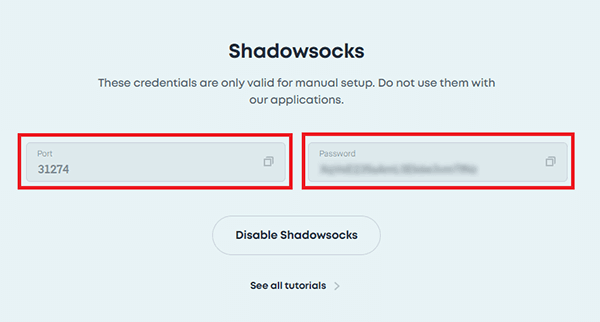 Shadowsocks
These credentials are only valid for manual setup. Do not use them with
our applications.
Port
31274
Password
Disable Shadowsocks
See all tutorials